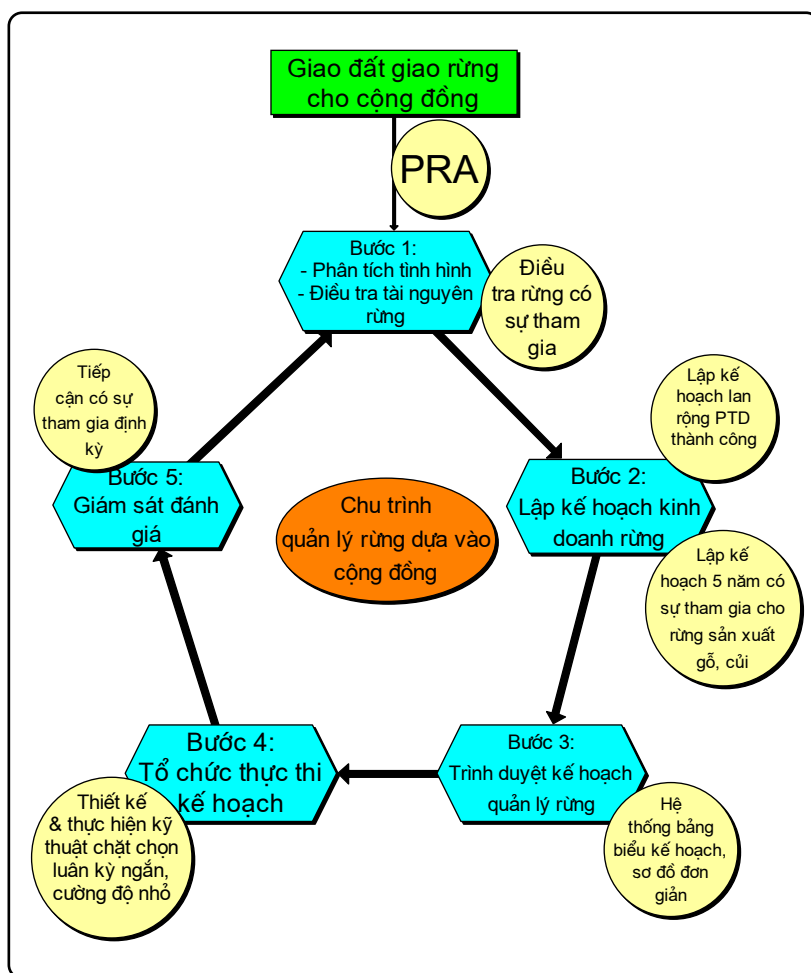 Giao đất giao rừng
cho cộng đồng
PRA
Bước 1:
- Phân tích tình hình
- Điều tra tài nguyên
rừng
Điều
tra rừng có
sự tham
gia
Lập kế
hoạch lan
rộng PTD
thành công
Bước 2:
Lập kế hoạch kinh
doanh rừng
Lập kế
hoạch 5 năm có
sự tham gia cho
rừng sản xuất
gỗ, củi
Bước 3:
Trình duyệt kế hoạch
quản lý rừng
Hệ
thống bảng
biểu kế hoạch,
sơ đồ đơn
giản
Bước 4:
Tổ chức thực thi
kế hoạch
Thiết kế
& thực hiện kỹ
thuật chặt chọn
luân kỳ ngắn,
cường độ nhỏ
Tiếp
cận có sự
tham gia định
kỳ
Bước 5:
Giám sát đánh
giá
Chu trình
quản lý rừng dựa vào
cộng đồng